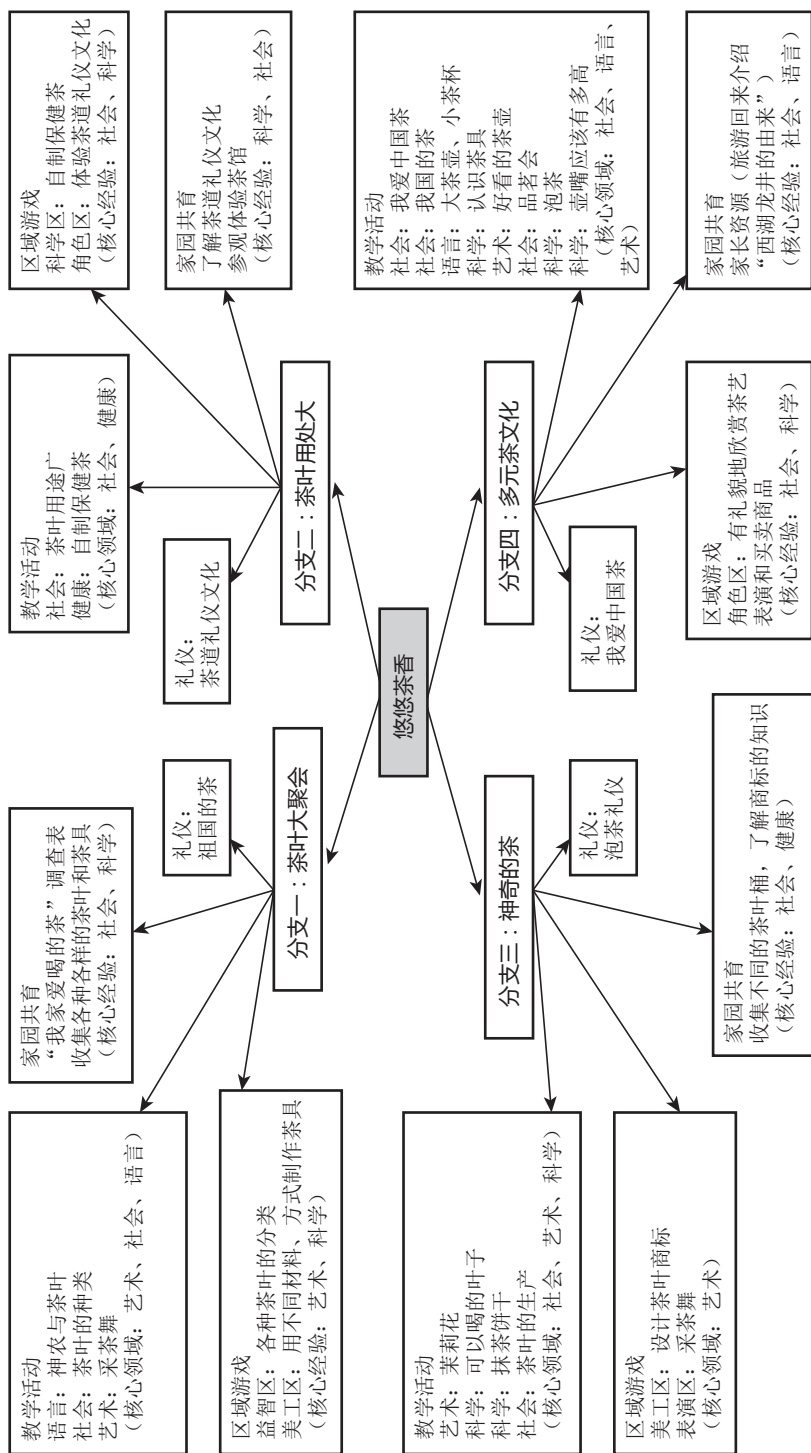 悠悠茶香
分支一：茶叶大聚会
礼仪：
祖国的茶
家园共育
“我家爱喝的茶”调查表
收集各种各样的茶叶和茶具
（核心经验：社会、科学）
教学活动
语言：神农与茶叶
社会：茶叶的种类
艺术：采茶舞
（核心领域：艺术、社会、语言）
区域游戏
益智区：各种茶叶的分类
美工区：用不同材料、方式制作茶具
（核心经验：艺术、科学）
分支二：茶叶用处大
礼仪：
茶道礼仪文化
教学活动
社会：茶叶用途广
健康：自制保健茶
（核心领域：社会、健康）
区域游戏
科学区：自制保健茶
角色区：体验茶道礼仪文化
（核心经验：社会、科学）
家园共育
了解茶道礼仪文化
参观体验茶馆
（核心经验：科学、社会）
分支三：神奇的茶
礼仪：
泡茶礼仪
教学活动
艺术：茉莉花
科学：可以喝的叶子
科学：抹茶饼干
社会：茶叶的生产
（核心领域：社会、艺术、科学）
区域游戏
美工区：设计茶叶商标
表演区：采茶舞
（核心领域：艺术）
家园共育
收集不同的茶叶桶，了解商标的知识
（核心经验：社会、健康）
分支四：多元茶文化
礼仪：
我爱中国茶
教学活动
社会：我爱中国茶
社会：我国的茶
语言：大茶壶、小茶杯
科学：认识茶具
艺术：好看的茶壶
社会：品茗会
科学：泡茶
科学：壶嘴应该有多高
（核心领域：社会、语言、
艺术）
区域游戏
角色区：有礼貌地欣赏茶艺
表演和买卖商品
（核心经验：社会、科学）
家园共育
家长资源（旅游回来介绍
“西湖龙井的由来”）
（核心经验：社会、语言）